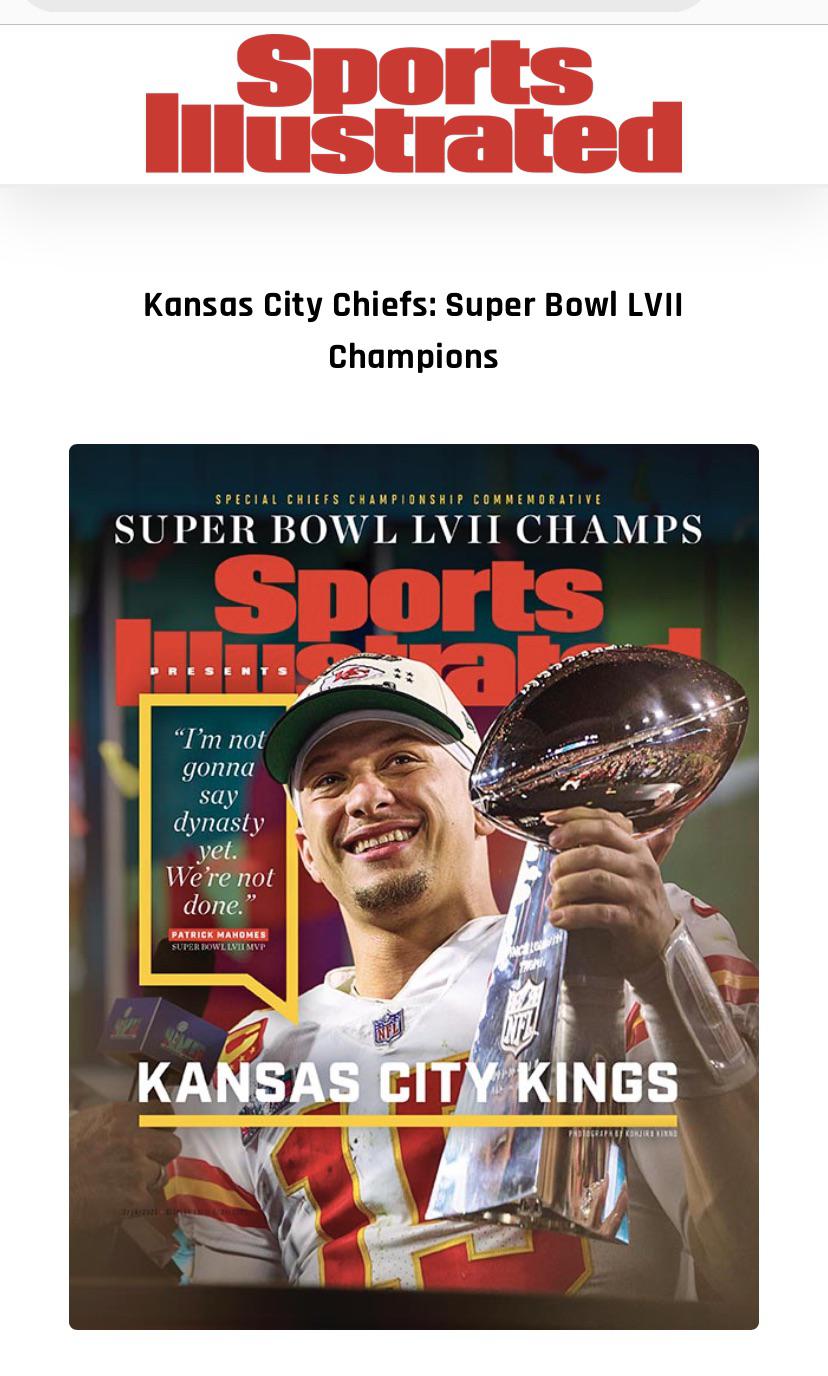 Sports
Illustrated
Kansas City Chiefs: Super Bowl LVII
Champions
SPECIAL CHIEFS CHAMPIONSHIP COMMEMORATIVE
SUPER BOWL LVII CHAMPS
Sports
Illustrated
PRESENTS
“I’m not
gonna
say
dynasty
yet.
We’re not
done.”
PATRICK MAHOMES
SUPER BOWL LVII MVP
NFL
NFL
KANSAS CITY KINGS
PHOTOGRAPH BY KOHJIRO KINNO
15